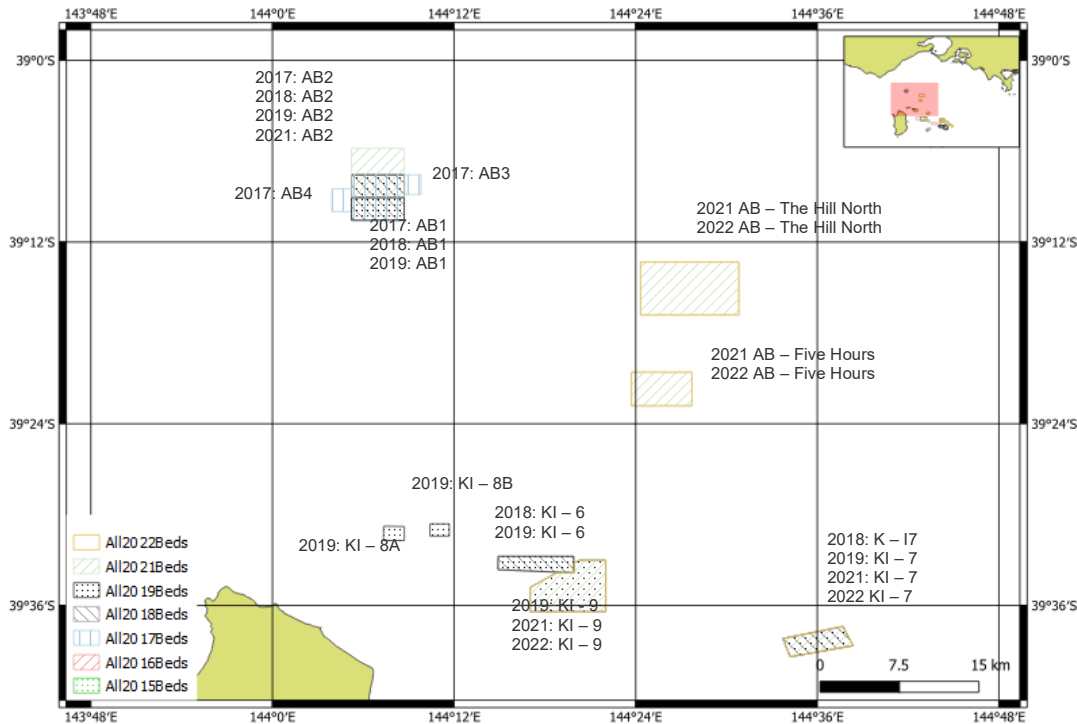 143°48'E 144°0'E 144°12'E 144°24'E 144°36'E 144°48'E
39°0'S 39°0'S
2017: AB2
2018: AB2
2019: AB2
2021: AB2
2017: AB3
2017: AB4
2021 AB – The Hill North
2022 AB – The Hill North
2017: AB1
2018: AB1
2019: AB1
39°12'S 39°12'S
2021 AB – Five Hours
2022 AB – Five Hours
39°24'S 39°24'S
2019: KI – 8B
2018: KI – 6
2019: KI – 6
2019: KI – 8A
2018: K – I7
2019: KI – 7
2021: KI – 7
2022 KI – 7
39°36'S 39°36'S
2019: KI - 9
2021: KI – 9
2022: KI – 9
All2022Beds
All2021Beds
All2019Beds
All2018Beds
All2017Beds
All2016Beds
All2015Beds
0 7.5 15 km
143°48'E 144°0'E 144°12'E 144°24'E 144°36'E 144°48'E